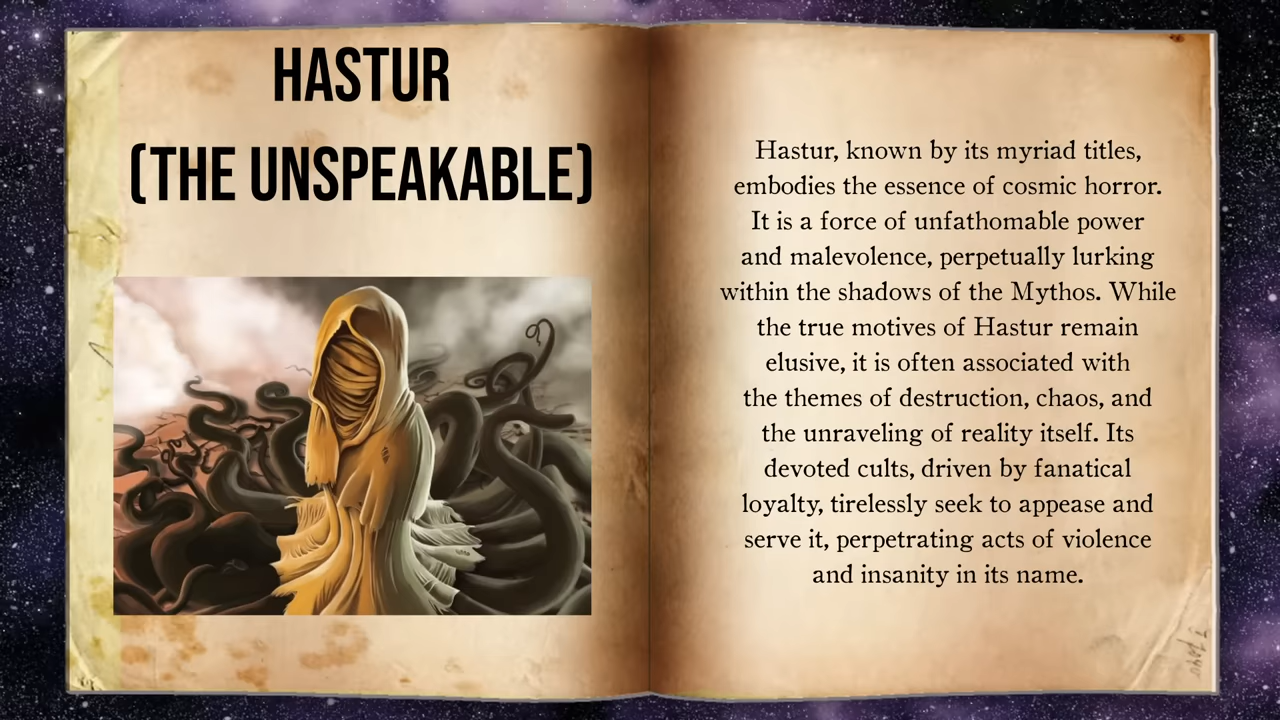 HASTUR
(THE UNSPEAKABLE)
Hastur, known by its myriad titles,
embodies the essence of cosmic horror.
It is a force of unfathomable power
and malevolence, perpetually lurking
within the shadows of the Mythos. While
the true motives of Hastur remain
elusive, it is often associated with
the themes of destruction, chaos, and
the unraveling of reality itself. Its
devoted cults, driven by fanatical
loyalty, tirelessly seek to appease and
serve it, perpetrating acts of violence
and insanity in its name.